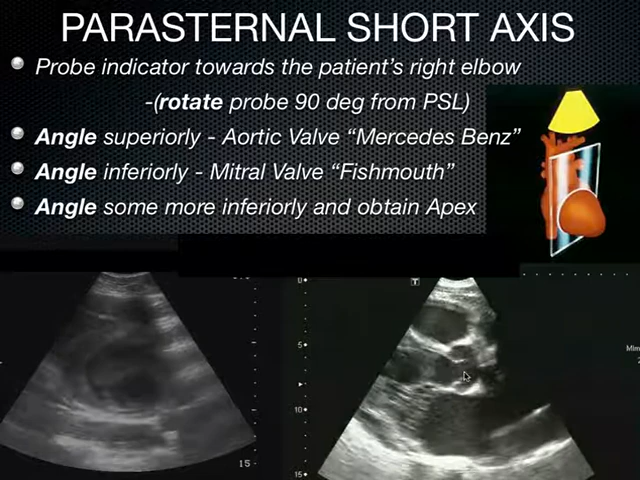 PARASTERNAL SHORT AXIS
Probe indicator towards the patient's right elbow
-(rotate probe 90 deg from PSL)
Angle superiorly - Aortic Valve “Mercedes Benz”
Angle inferiorly - Mitral Valve “Fishmouth”
Angle some more inferiorly and obtain Apex
0
T
5
10
15
15